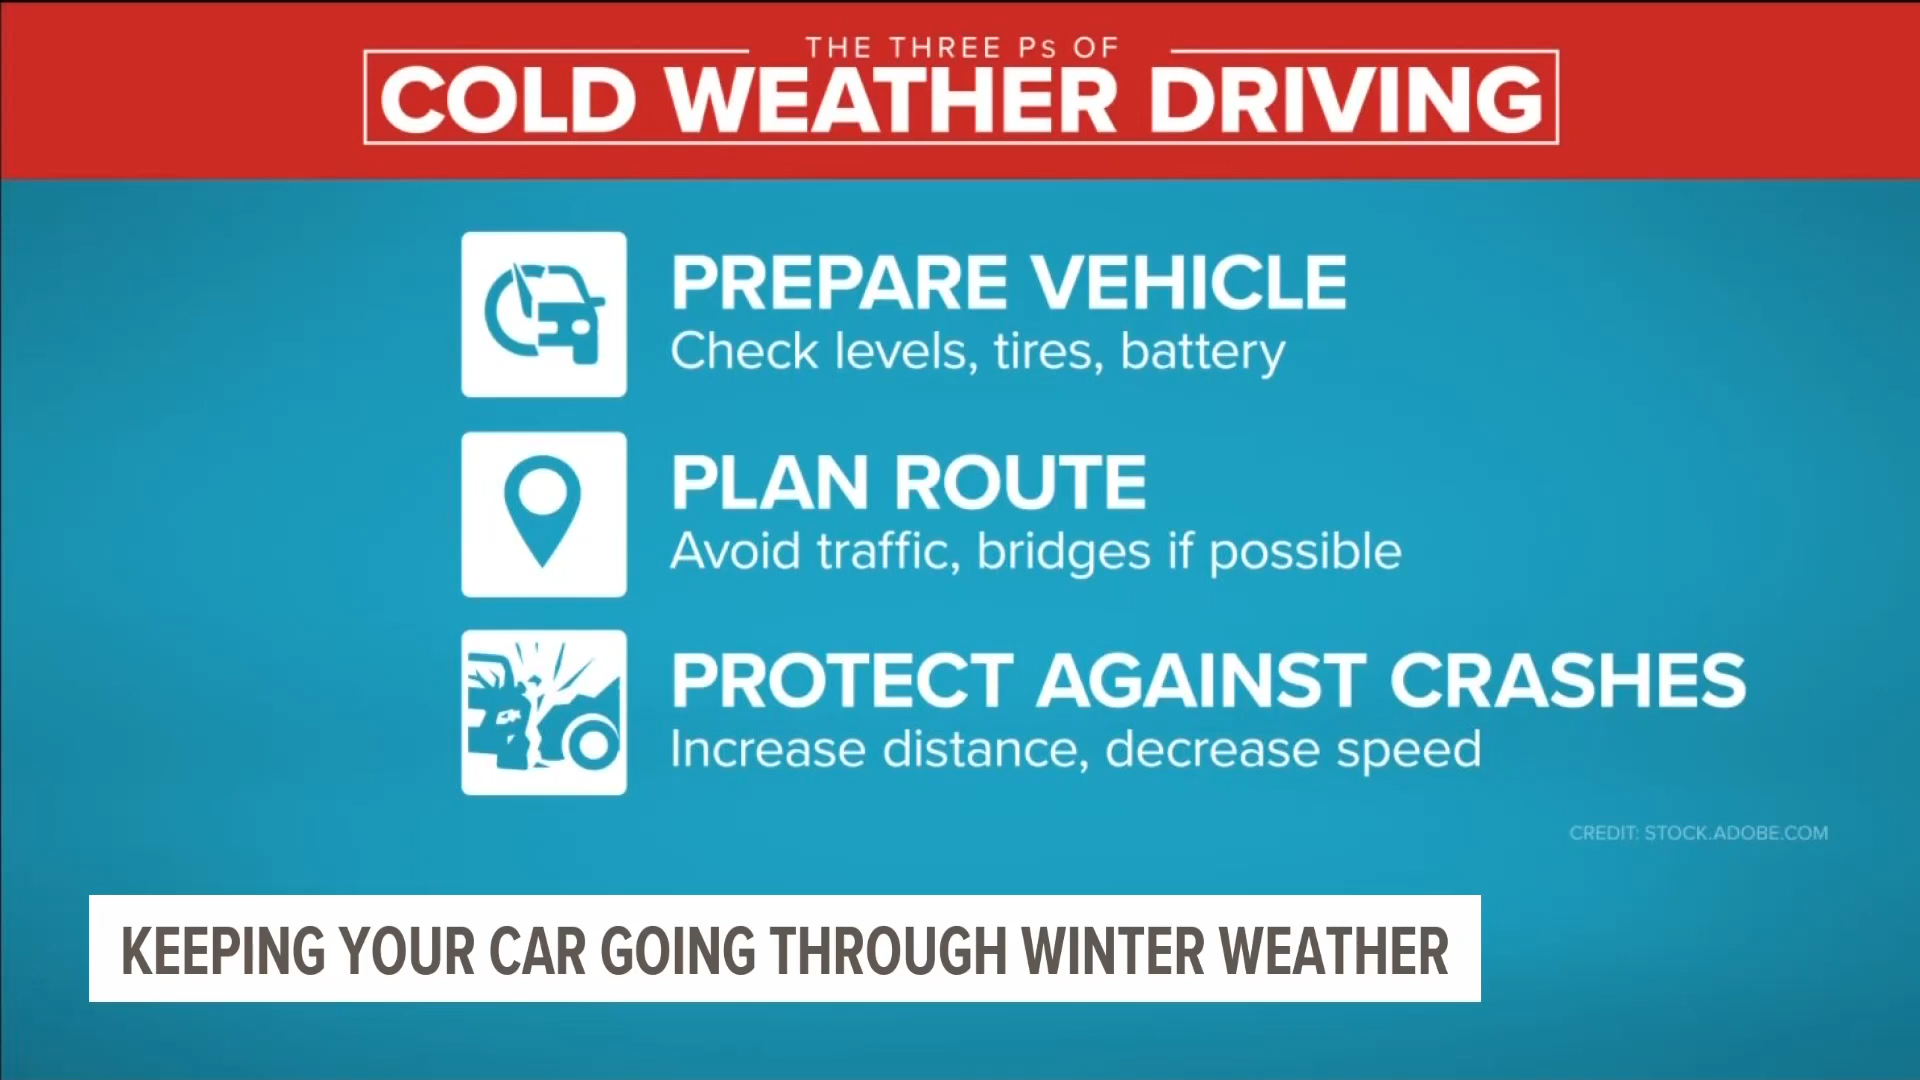 THE THREE Ps OF
COLD WEATHER DRIVING
PREPARE VEHICLE
Check levels, tires, battery
PLAN ROUTE
Avoid traffic, bridges if possible
PROTECT AGAINST CRASHES
Increase distance, decrease speed
CREDIT: STOCK.ADOBE.COM
KEEPING YOUR CAR GOING THROUGH WINTER WEATHER